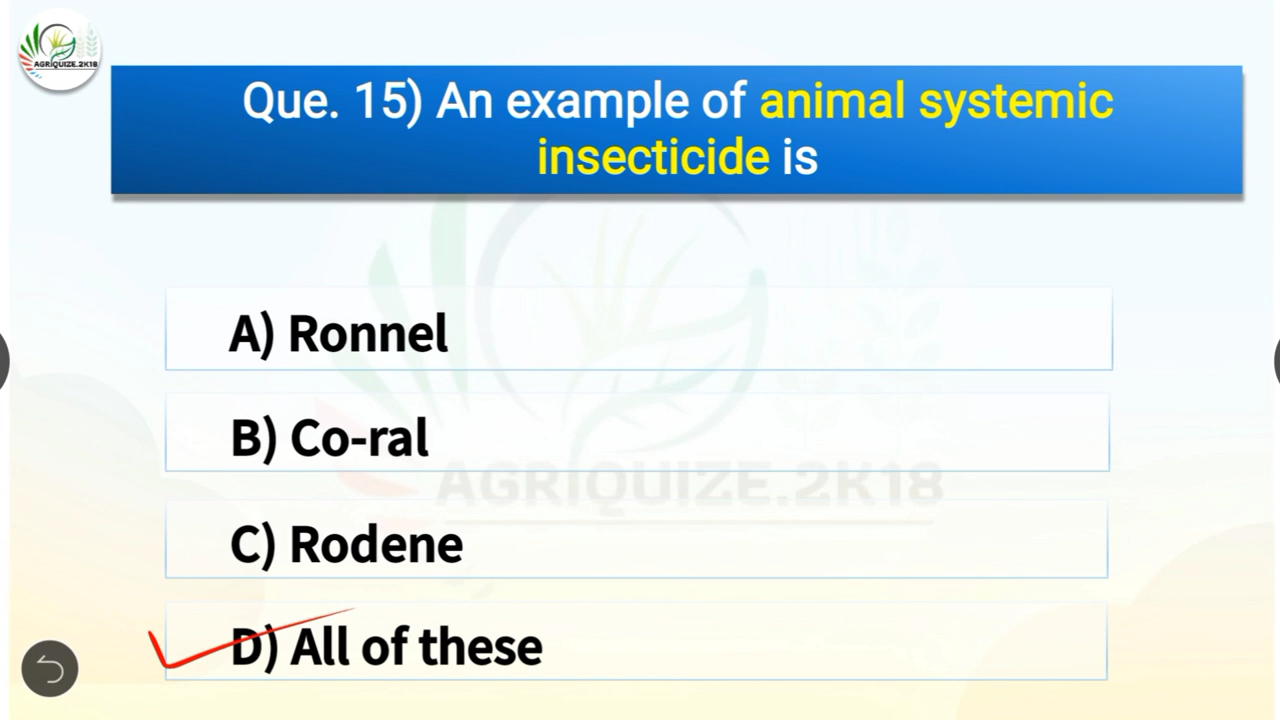 AGRIQUIZE.2K18
Que. 15) An example of animal systemic
insecticide is
A) Ronnel
B) Co-ral
AGRIQUIZE.2K18
C) Rodene
D) All of these